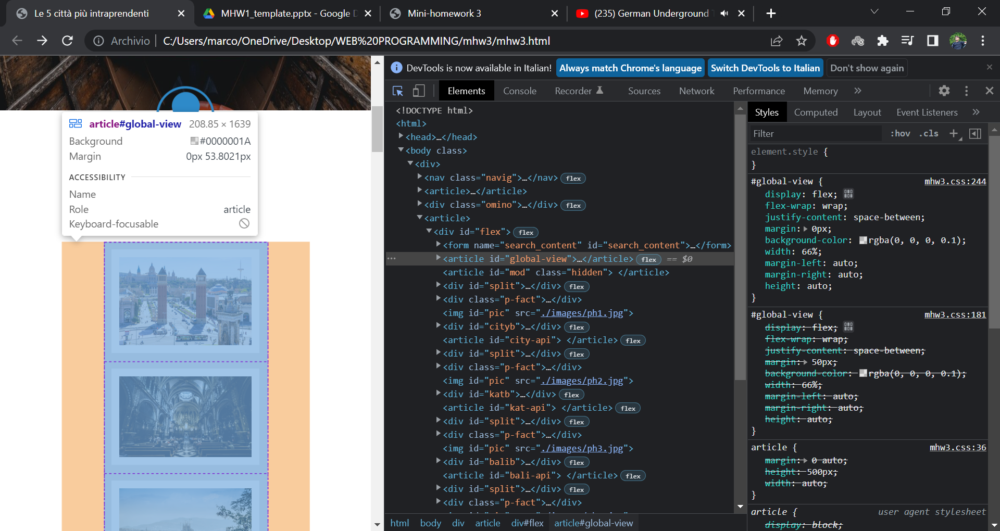 Le 5 città più intraprendenti
MHW1_template.pptx - Google D
Mini-homework 3
(235) German Underground
Archivio
C:/Users/marco/OneDrive/Desktop/WEB%20PROGRAMMING/mhw3/mhw3.html
article#global-view 208.85 × 1639
Background #0000001A
Margin 0px 53.8021px
ACCESSIBILITY
Name
Role article
Keyboard-focusable
DevTools is now available in Italian! Always match Chrome's language Switch DevTools to Italian Don't show again
Elements Console Recorder Sources Network Performance Memory »
<!DOCTYPE html>
<html>
<head>…</head>
<body class>
<div>
<nav class="navig">…</nav> flex
<article>…</article>
<div class="omino">…</div> flex
<article>
<div id="flex"> flex
<form name="search_content" id="search_content">…</form>
<article id="global-view">…</article> flex == $0
<article id="mod" class="hidden"> </article>
<div id="split">…</div> flex
<div class="p-fact">…</div>
<img id="pic" src="./images/ph1.jpg">
<div id="cityb">…</div> flex
<article id="city-api"> </article> flex
<div id="split">…</div> flex
<div class="p-fact">…</div>
<img id="pic" src="./images/ph2.jpg">
<div id="katb">…</div> flex
<article id="kat-api"> </article> flex
<div id="split">…</div> flex
<div class="p-fact">…</div>
<img id="pic" src="./images/ph3.jpg">
<div id="balib">…</div> flex
<article id="bali-api"> </article> flex
<div id="split">…</div> flex
<div class="p-fact">…</div>
html body div article div#flex article#global-view
Styles Computed Layout Event Listeners »
Filter :hov .cls
element.style {
}
#global-view { mhw3.css:244
display: flex;
flex-wrap: wrap;
justify-content: space-between;
margin: 0px;
background-color: rgba(0, 0, 0, 0.1);
width: 66%;
margin-left: auto;
margin-right: auto;
height: auto;
}
#global-view { mhw3.css:181
display: flex;
flex-wrap: wrap;
justify-content: space-between;
margin: 50px;
background-color: rgba(0, 0, 0, 0.1);
width: 66%;
margin-left: auto;
margin-right: auto;
height: auto;
}
article { mhw3.css:36
margin: 0 auto;
height: 500px;
width: auto;
}
article { user agent stylesheet
display: block;